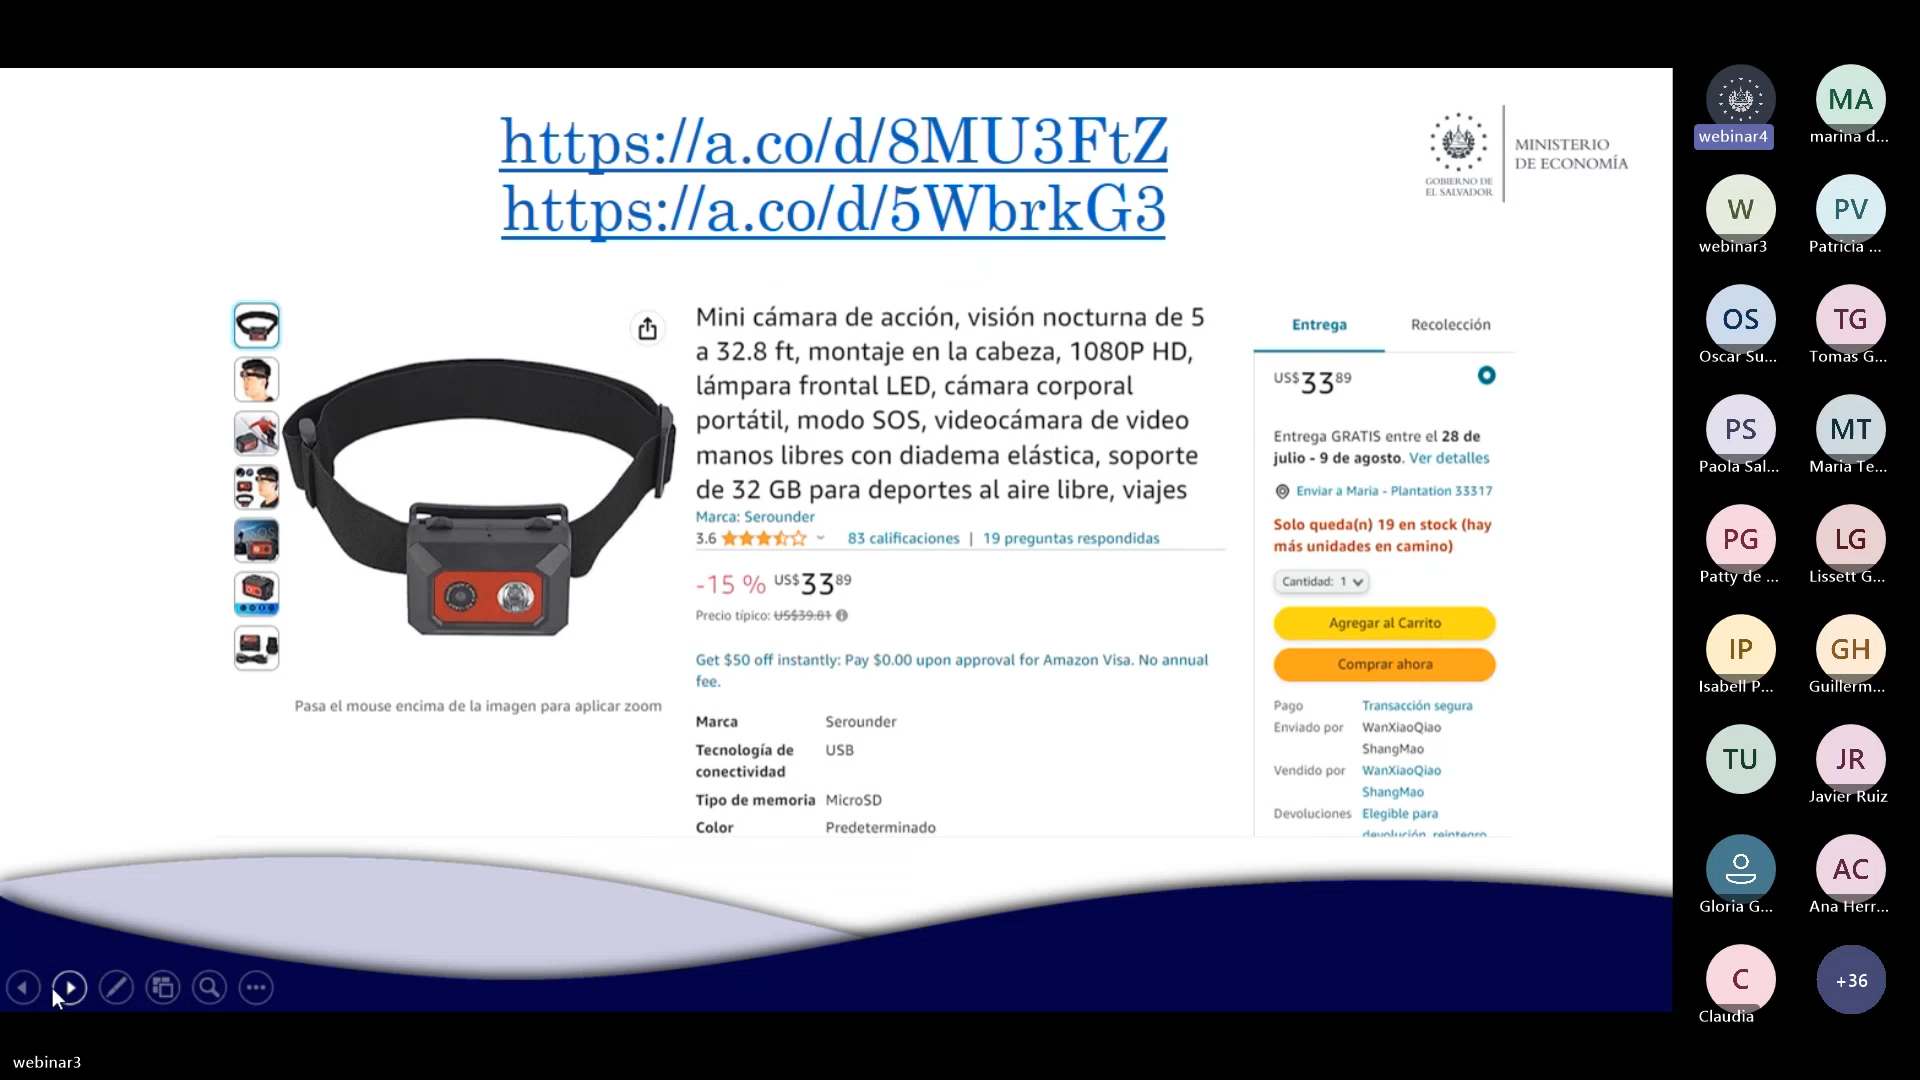 https://a.co/d/8MU3FtZ
https://a.co/d/5WbrkG3
GOBIERNO DE
EL SALVADOR
MINISTERIO
DE ECONOMÍA
Mini cámara de acción, visión nocturna de 5
a 32.8 ft, montaje en la cabeza, 1080P HD,
lámpara frontal LED, cámara corporal
portátil, modo SOS, videocámara de video
manos libres con diadema elástica, soporte
de 32 GB para deportes al aire libre, viajes
Marca: Serounder
3.6 83 calificaciones | 19 preguntas respondidas
-15 % US$33 89
Precio típico: US$39.81
Get $50 off instantly: Pay $0.00 upon approval for Amazon Visa. No annual
fee.
Marca Serounder
Tecnología de USB
conectividad
Tipo de memoria MicroSD
Color Predeterminado
Pasa el mouse encima de la imagen para aplicar zoom
Entrega Recolección
US$33 89
Entrega GRATIS entre el 28 de
julio - 9 de agosto. Ver detalles
Enviar a Maria - Plantation 33317
Solo queda(n) 19 en stock (hay
más unidades en camino)
Cantidad: 1
Agregar al Carrito
Comprar ahora
Pago Transacción segura
Enviado por WanXiaoQiao
ShangMao
Vendido por WanXiaoQiao
ShangMao
Devoluciones Elegible para
devolución, reintegro
webinar4
MA
marina d...
W
webinar3
PV
Patricia ...
OS
Oscar Su...
TG
Tomas G...
PS
Paola Sal...
MT
Maria Te...
PG
Patty de ...
LG
Lissett G...
IP
Isabell P...
GH
Guillerm...
TU
JR
Javier Ruiz
Gloria G...
AC
Ana Herr...
C
Claudia
+36
webinar3